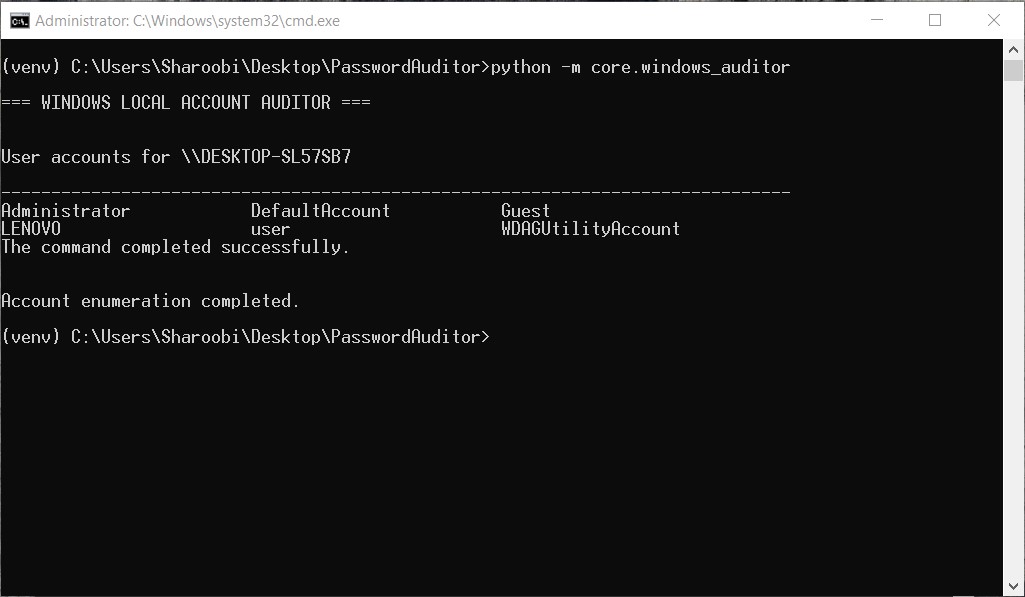 Administrator: C:\Windows\system32\cmd.exe
(venv) C:\Users\Sharoobi\Desktop\PasswordAuditor>python -m core.windows_auditor
=== WINDOWS LOCAL ACCOUNT AUDITOR ===
User accounts for \\DESKTOP-SL57SB7
-------------------------------------------------------------------------------
Administrator            DefaultAccount           Guest
LENOVO                   user                     WDAGUtilityAccount
The command completed successfully.
Account enumeration completed.
(venv) C:\Users\Sharoobi\Desktop\PasswordAuditor>